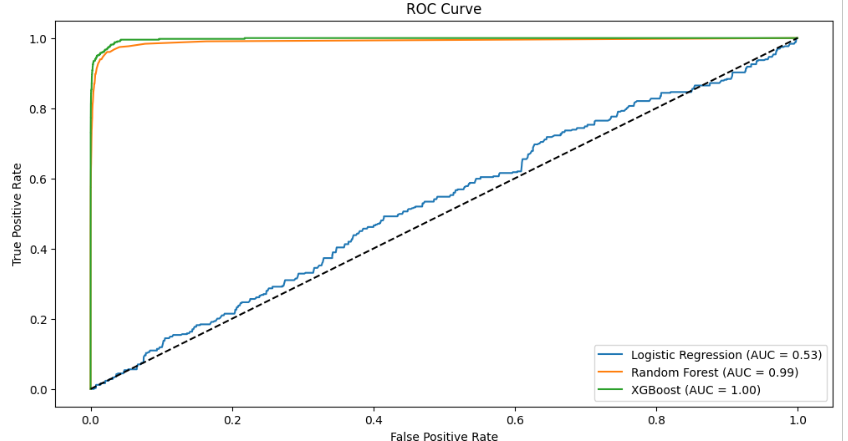 ROC Curve
1.0
0.8
0.6
0.4
0.2
0.0
True Positive Rate
0.0 0.2 0.4 0.6 0.8 1.0
False Positive Rate
Logistic Regression (AUC = 0.53)
Random Forest (AUC = 0.99)
XGBoost (AUC = 1.00)